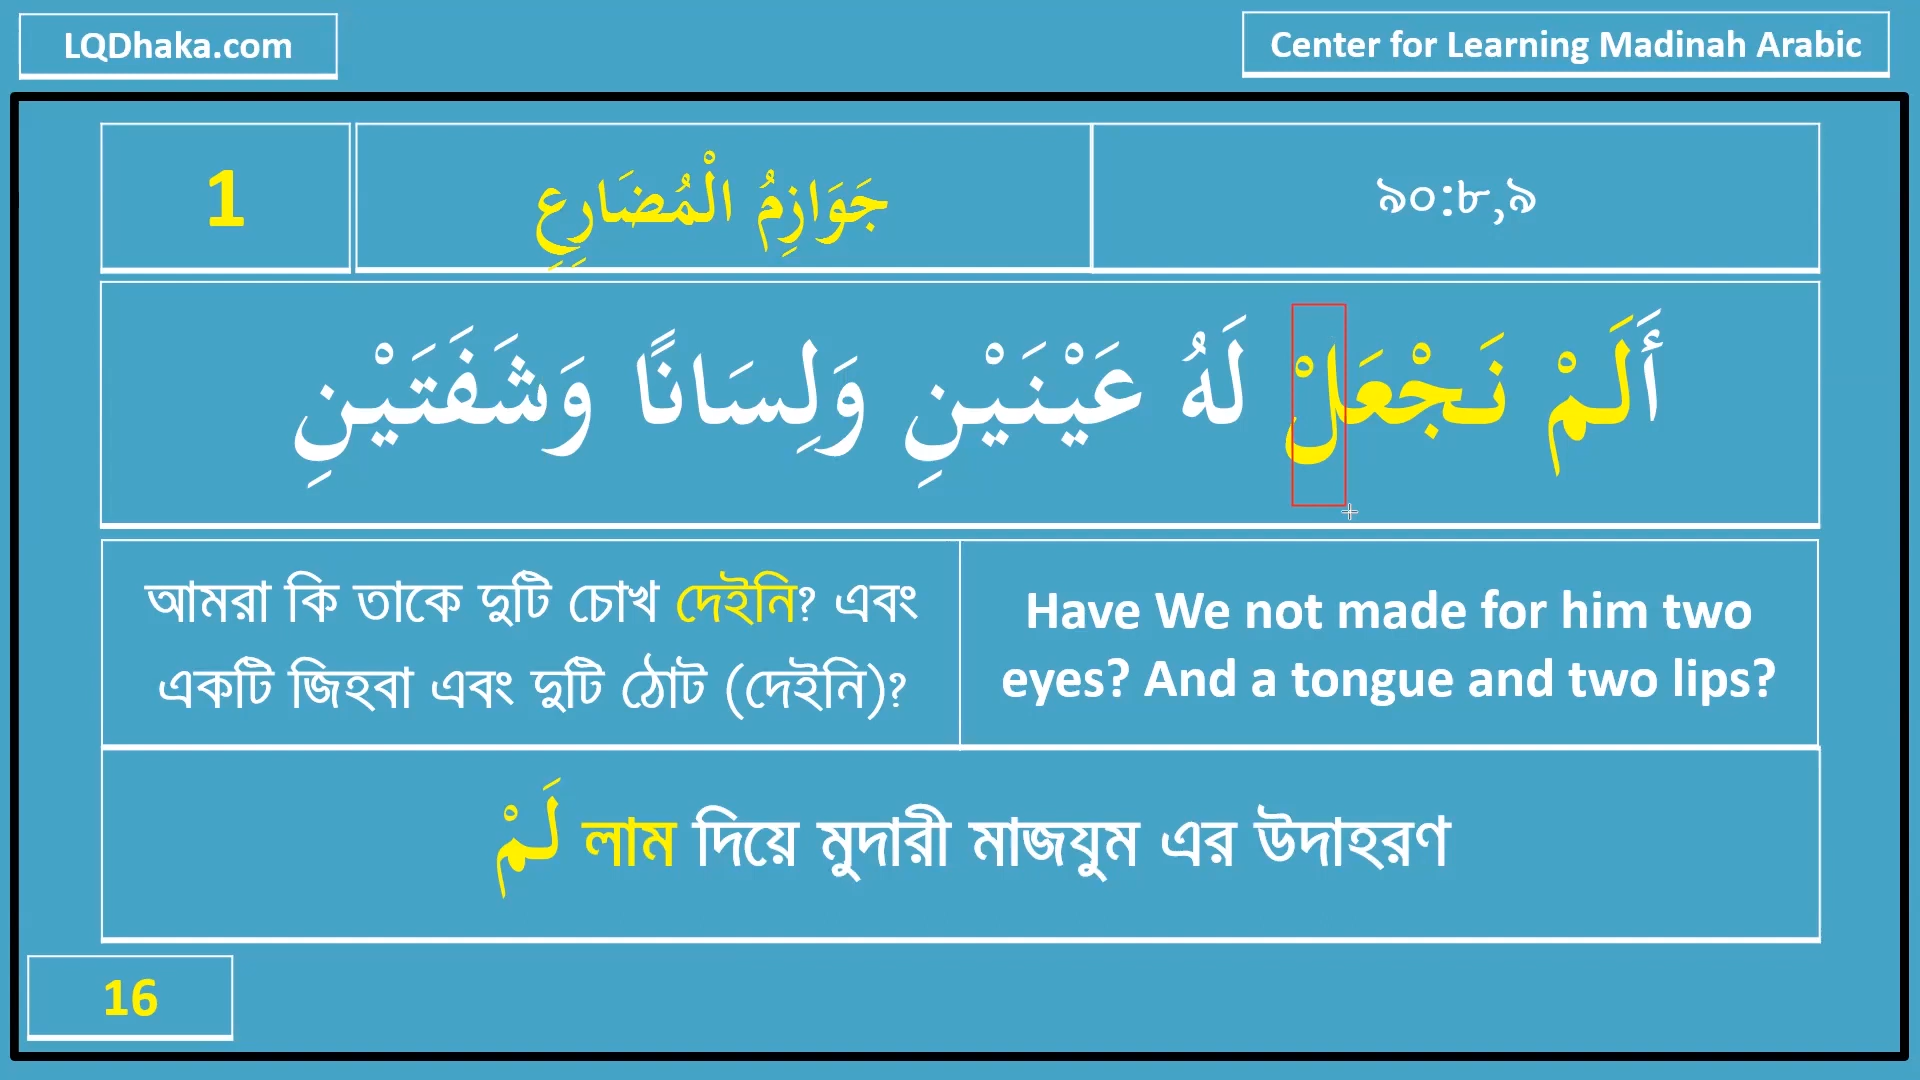 LQDhaka.com
Center for Learning Madinah Arabic
1
جَوَازِمُ الْمُضَارِعِ
৯০:৮,৯
أَلَمْ نَجْعَلْ لَهُ عَيْنَيْنِ وَلِسَانًا وَشَفَتَيْنِ
আমরা কি তাকে দুটি চোখ দেইনি? এবং
একটি জিহবা এবং দুটি ঠোট (দেইনি)?
Have We not made for him two
eyes? And a tongue and two lips?
لَمْ লাম দিয়ে মুদারী মাজযুম এর উদাহরণ
16